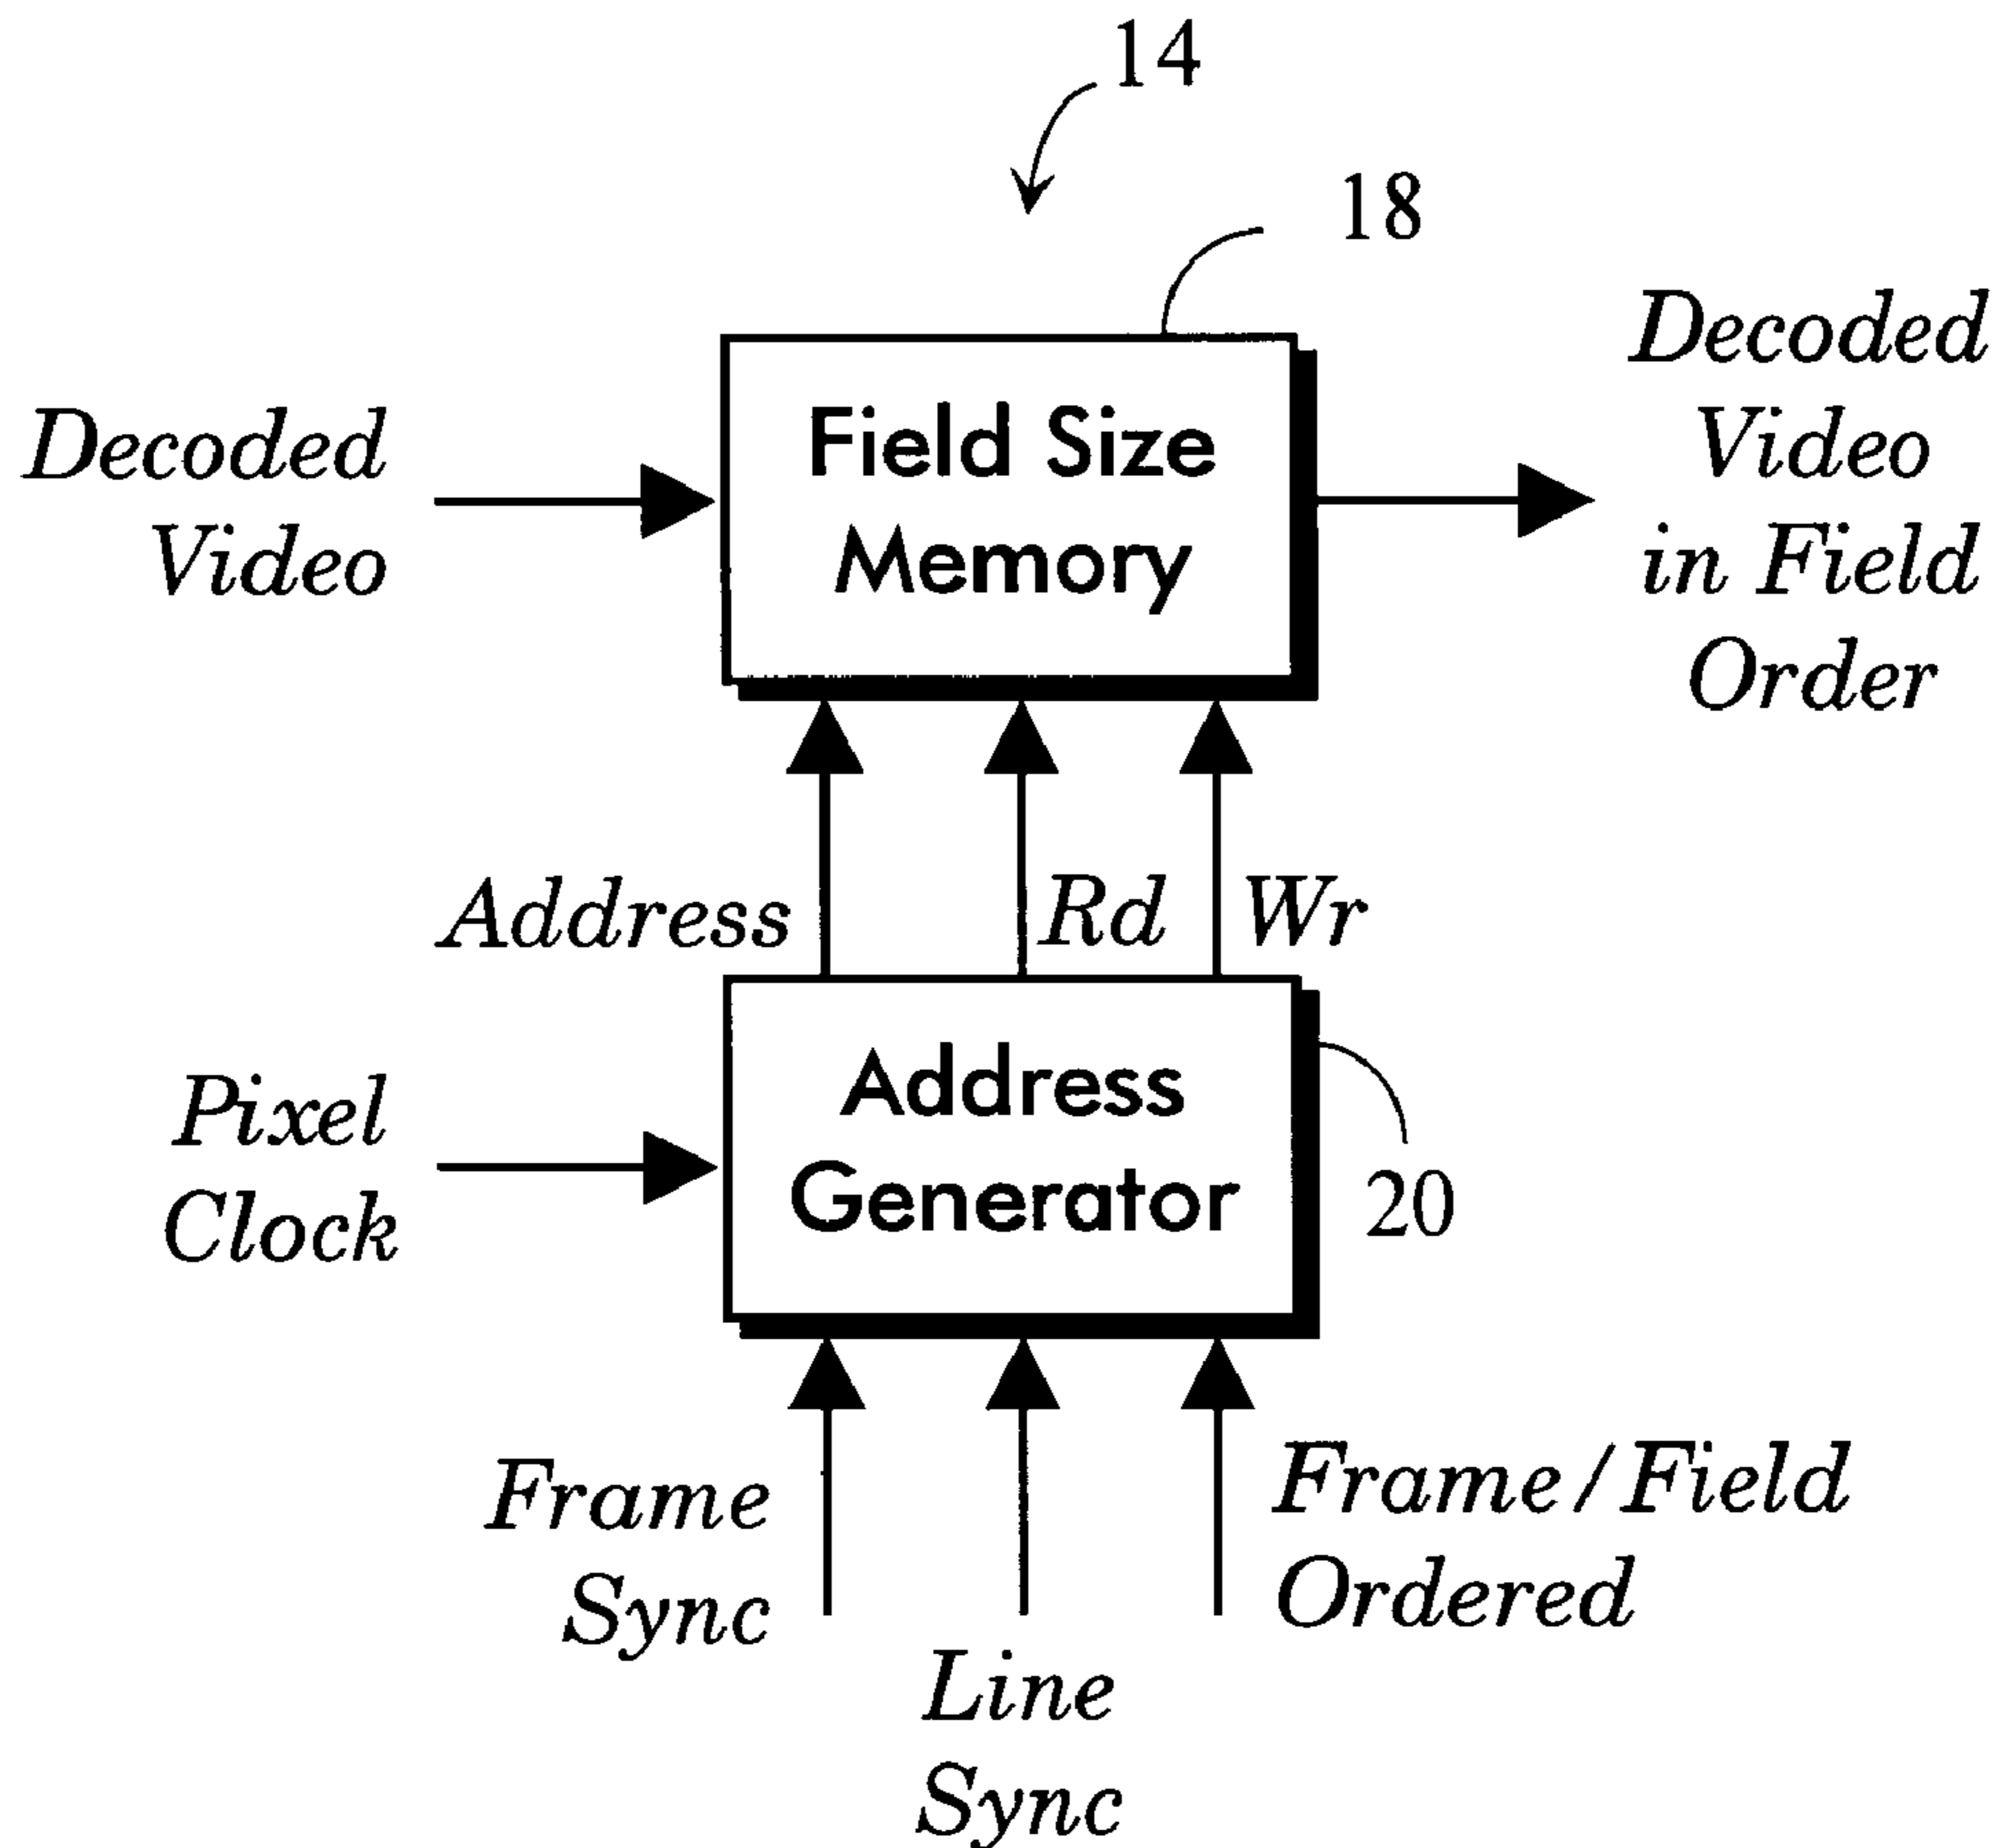 14
18
Decoded
Video
Field Size
Memory
Decoded
Video
in Field
Order
Address
Rd
Wr
Pixel
Clock
Address
Generator
20
Frame
Sync
Line
Sync
Frame/Field
Ordered